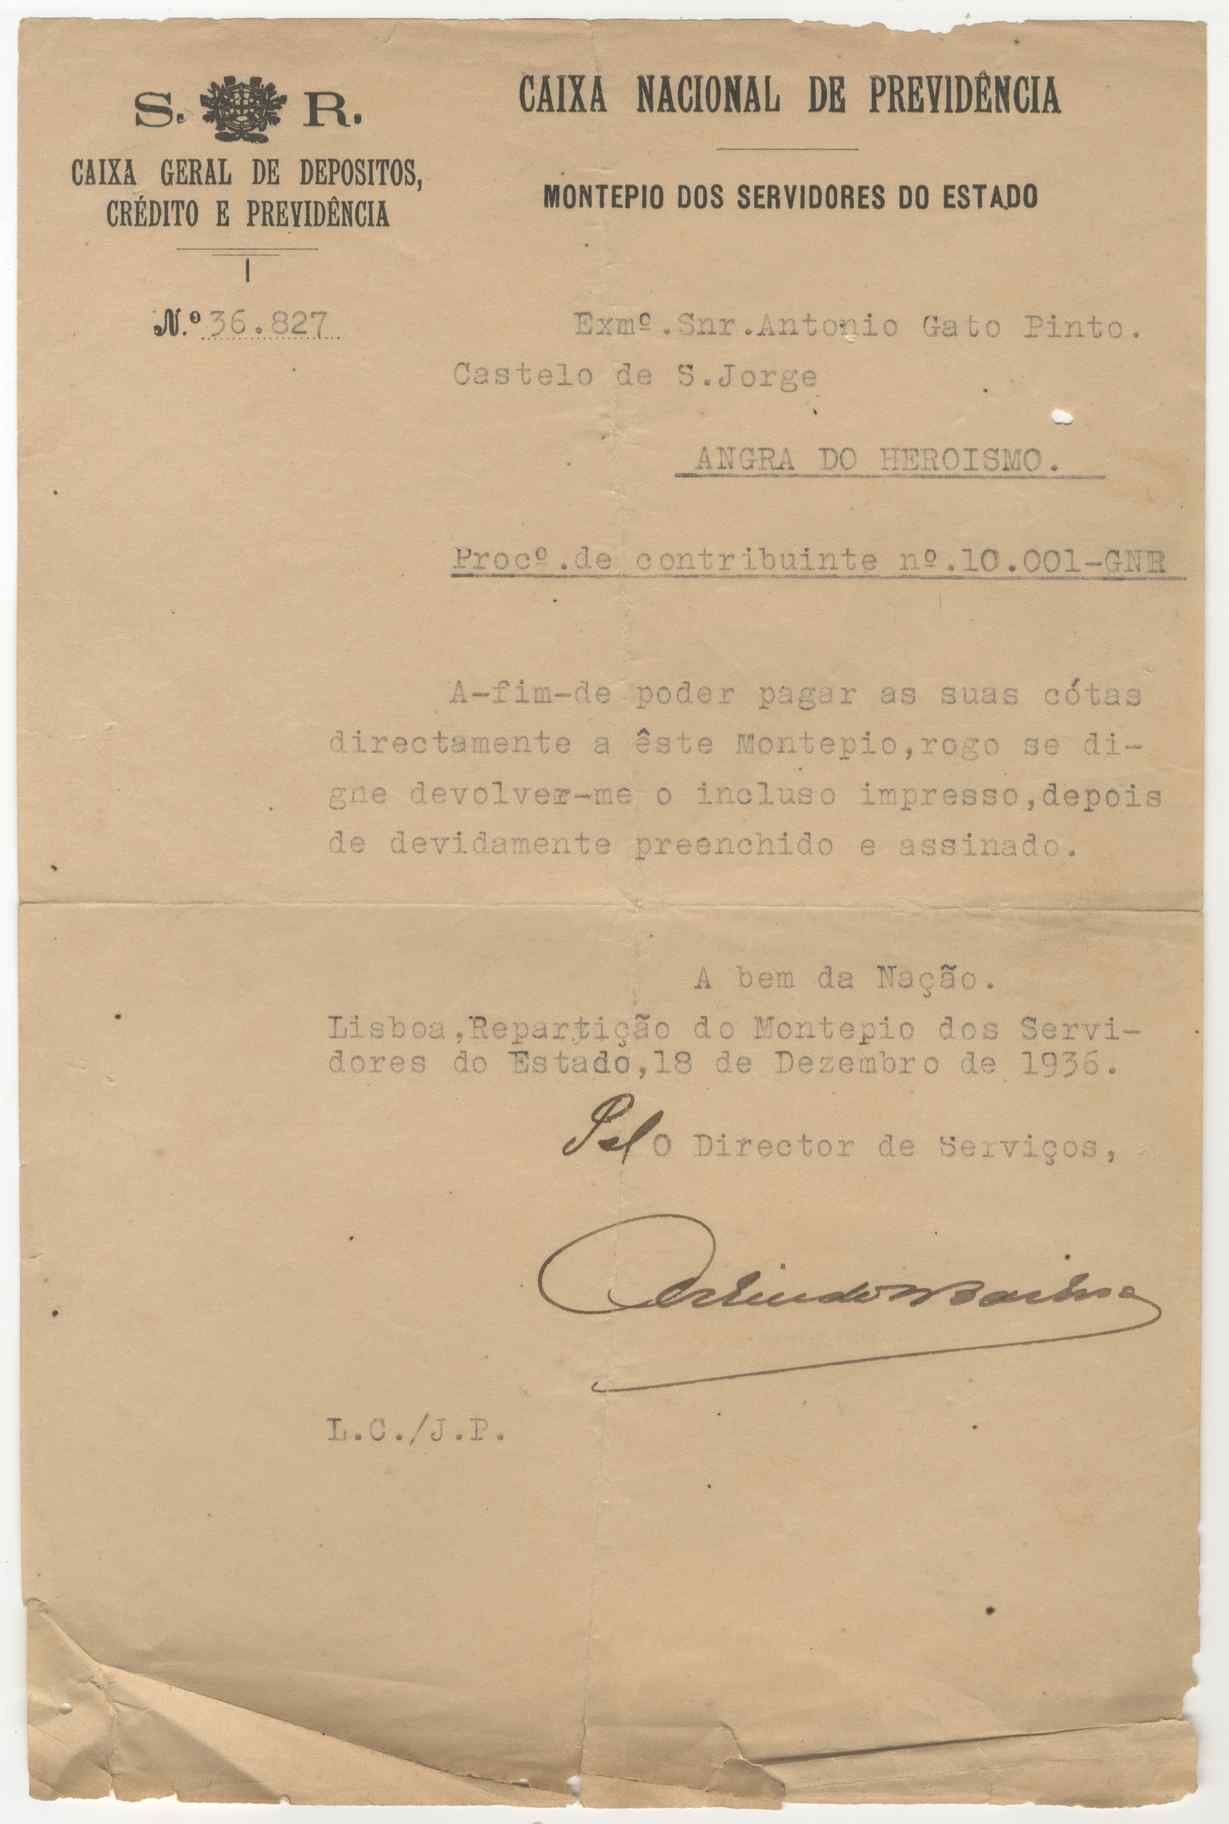 S. R.
CAIXA GERAL DE DEPOSITOS,
CRÉDITO E PREVIDÊNCIA
CAIXA NACIONAL DE PREVIDÊNCIA
MONTEPIO DOS SERVIDORES DO ESTADO
N.º 36.827
Exmº.Snr.Antonio Gato Pinto.
Castelo de S.Jorge
ANGRA DO HEROISMO.
Procº.de contribuinte nº.10.001-GNR
A-fim-de poder pagar as suas cótas
directamente a êste Montepio,rogo se di-
gne devolver-me o incluso impresso,depois
de devidamente preenchido e assinado.
A bem da Nação.
Lisboa,Repartição do Montepio dos Servi-
dores do Estado,18 de Dezembro de 1936.
Pel O Director de Serviços,
Arlindo
L.C./J.P.